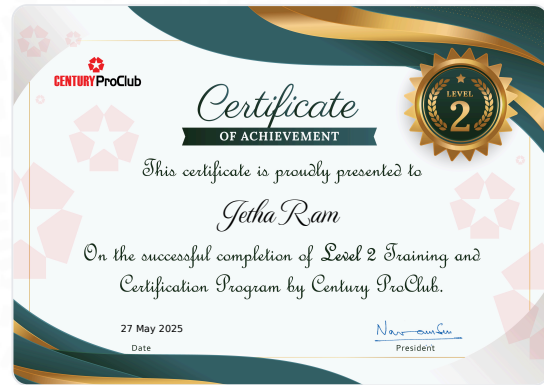 CENTURY ProClub
LEVEL
2
Certificate
OF ACHIEVEMENT
This certificate is proudly presented to
Jetha Ram
On the successful completion of Level 2 Training and
Certification Program by Century ProClub.
27 May 2025
Date
President